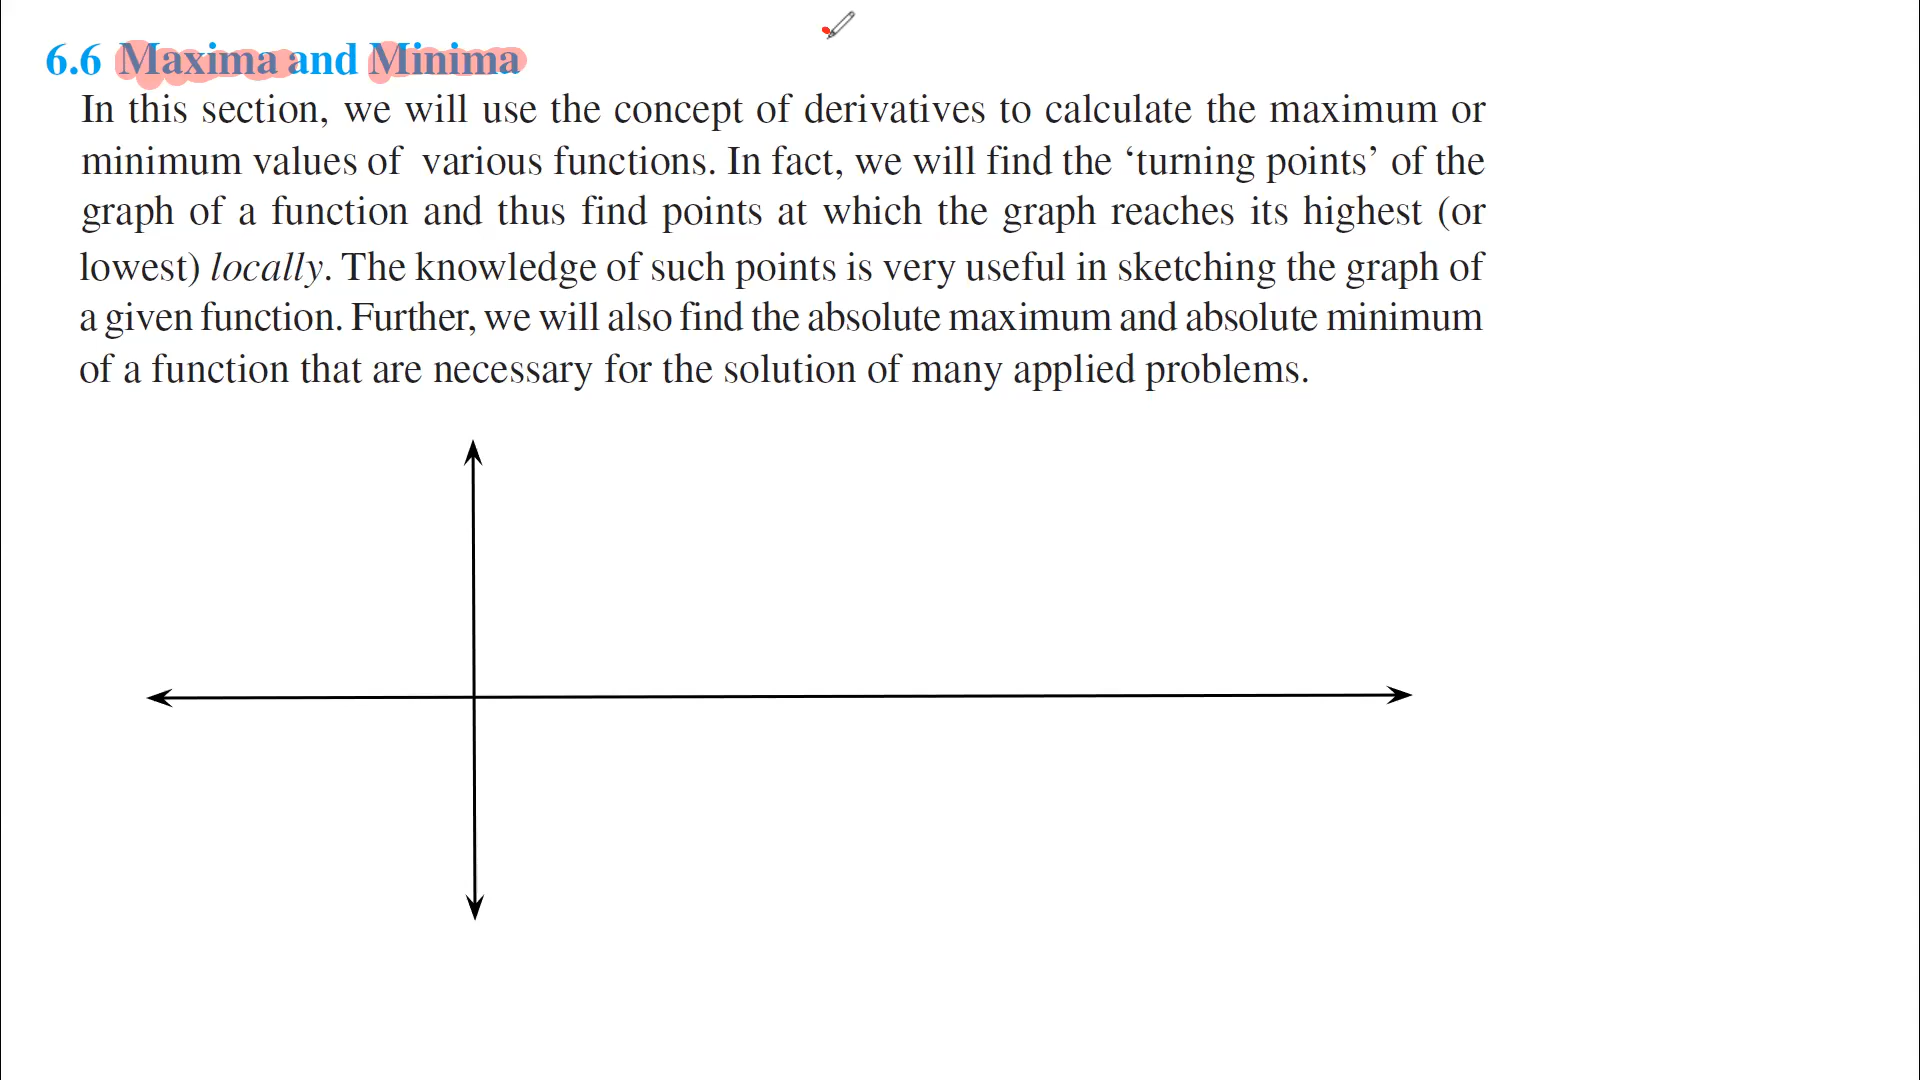 6.6 Maxima and Minima
In this section, we will use the concept of derivatives to calculate the maximum or
minimum values of various functions. In fact, we will find the ‘turning points’ of the
graph of a function and thus find points at which the graph reaches its highest (or
lowest) locally. The knowledge of such points is very useful in sketching the graph of
a given function. Further, we will also find the absolute maximum and absolute minimum
of a function that are necessary for the solution of many applied problems.